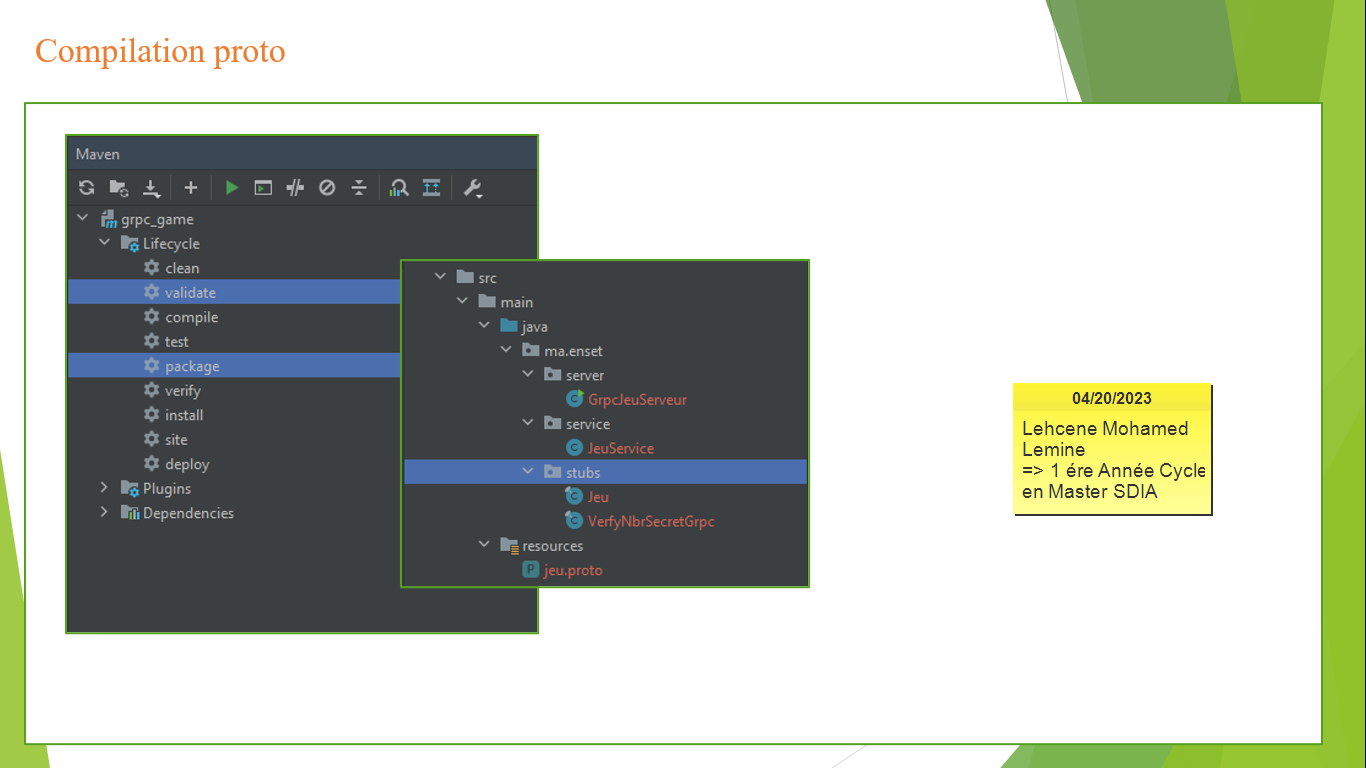 Compilation proto
Maven
grpc_game
Lifecycle
clean
validate
compile
test
package
verify
install
site
deploy
Plugins
Dependencies
src
main
java
ma.enset
server
GrpcJeuServeur
service
JeuService
stubs
Jeu
VerfyNbrSecretGrpc
resources
jeu.proto
04/20/2023
Lehcene Mohamed
Lemine
=> 1 ére Année Cycle
en Master SDIA